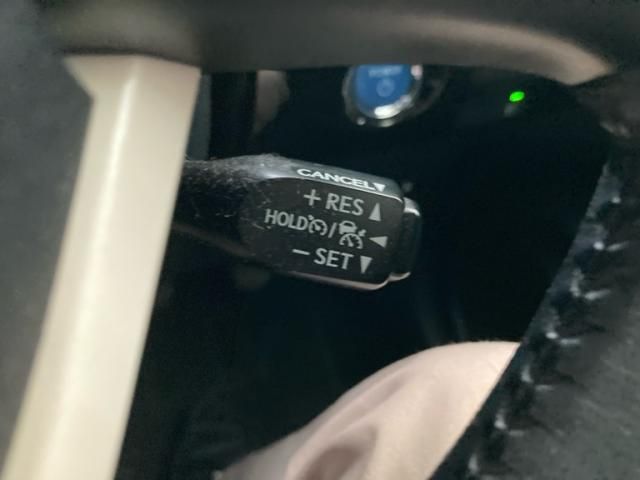 CANCEL
+ RES
HOLD /
− SET